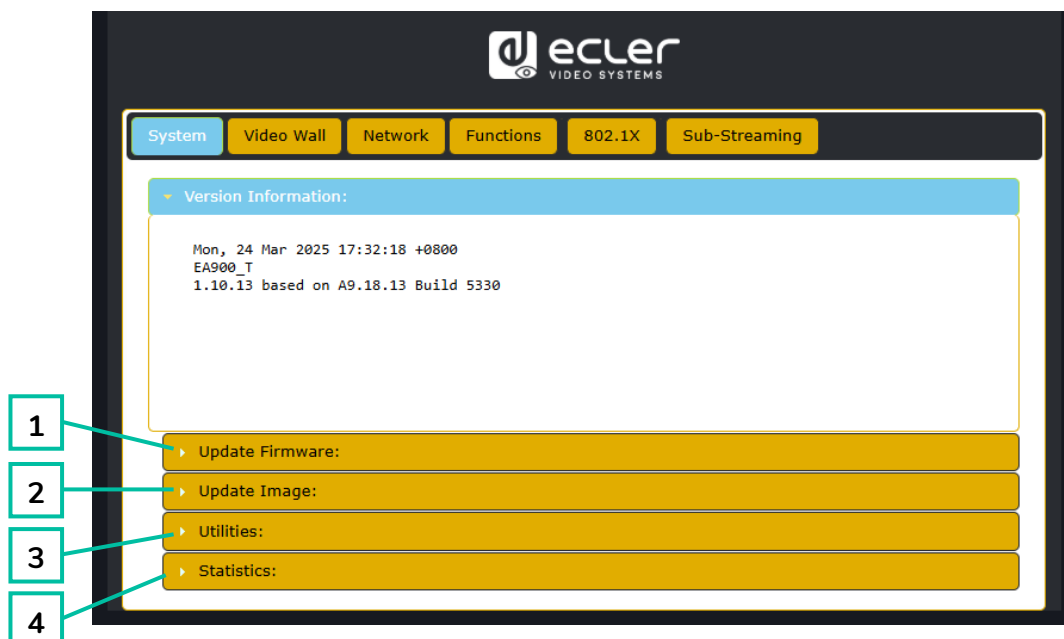 ecler
VIDEO SYSTEMS
System Video Wall Network Functions 802.1X Sub-Streaming
Version Information:
Mon, 24 Mar 2025 17:32:18 +0800
EA900_T
1.10.13 based on A9.18.13 Build 5330
1
Update Firmware:
2
Update Image:
3
Utilities:
4
Statistics: